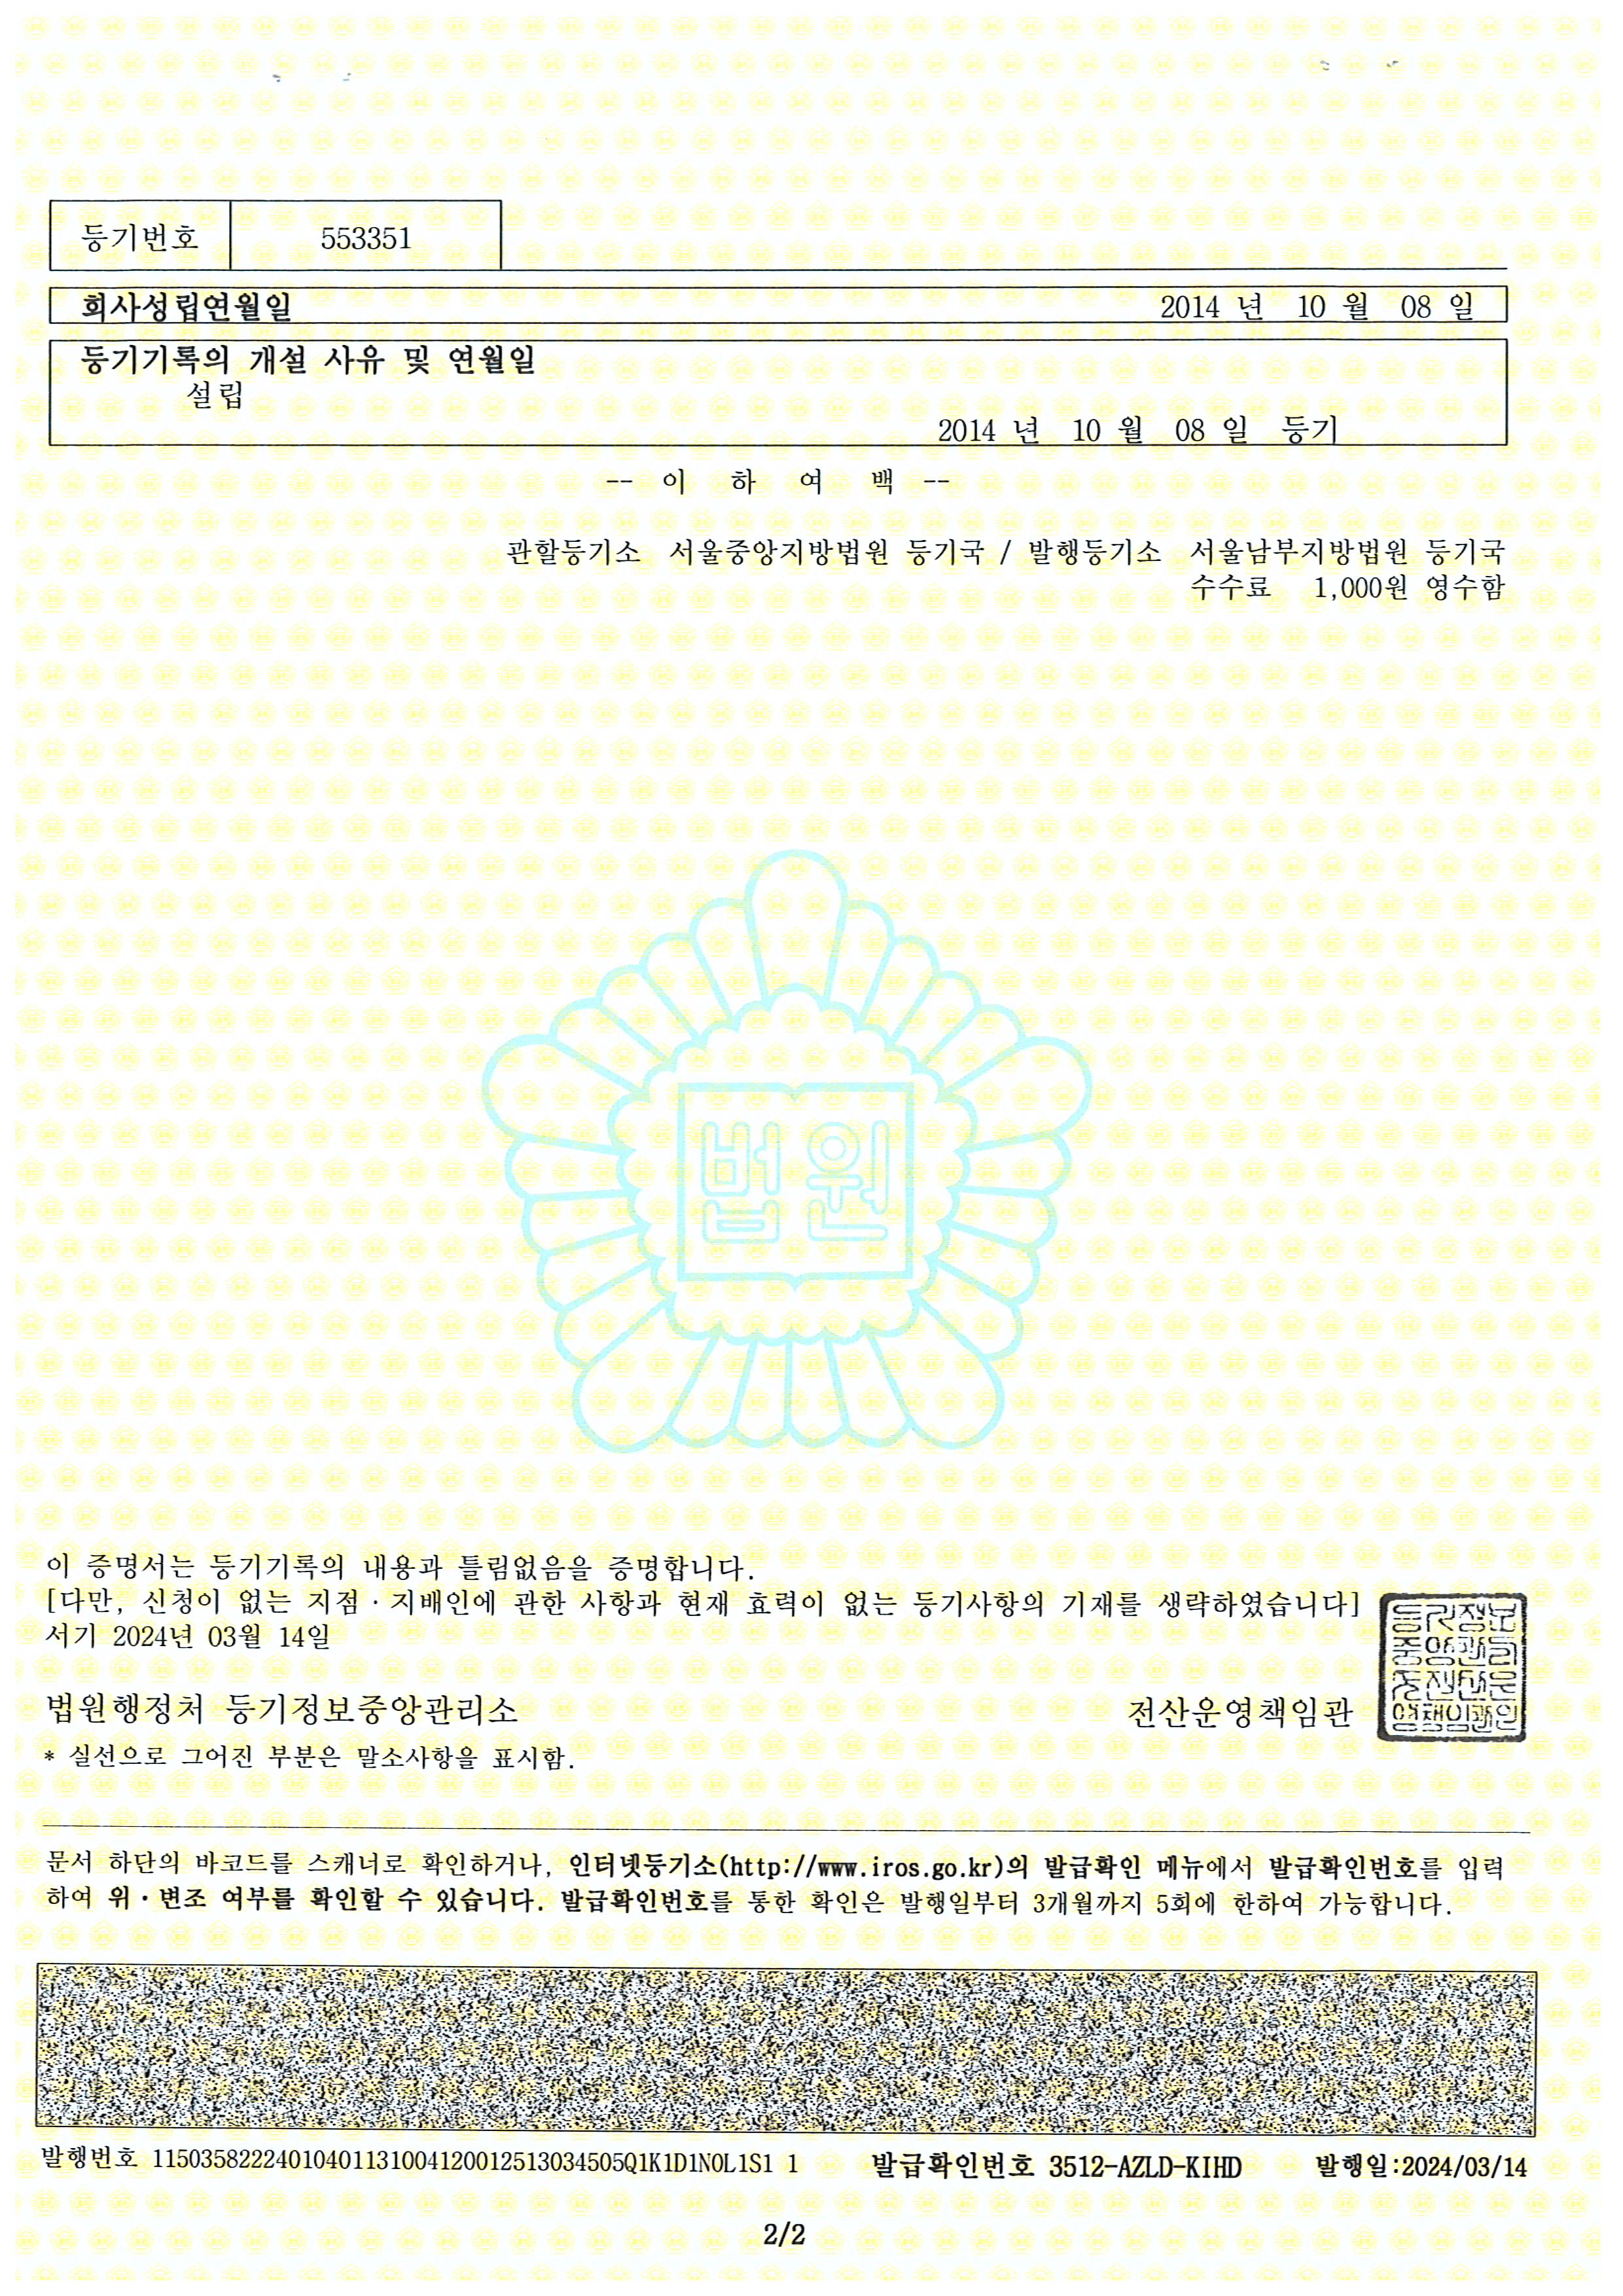 등기번호 553351
회사성립연월일 2014 년 10 월 08 일
등기기록의 개설 사유 및 연월일
설립
2014 년 10 월 08 일 등기
-- 이 하 여 백 --
관할등기소 서울중앙지방법원 등기국 / 발행등기소 서울남부지방법원 등기국
수수료 1,000원 영수함
법원
이 증명서는 등기기록의 내용과 틀림없음을 증명합니다.
[다만, 신청이 없는 지점·지배인에 관한 사항과 현재 효력이 없는 등기사항의 기재를 생략하였습니다]
서기 2024년 03월 14일
법원행정처 등기정보중앙관리소 전산운영책임관
등기정보
중앙관리
소전산운
영책임관인
* 실선으로 그어진 부분은 말소사항을 표시함.
문서 하단의 바코드를 스캐너로 확인하거나, 인터넷등기소(http://www.iros.go.kr)의 발급확인 메뉴에서 발급확인번호를 입력
하여 위·변조 여부를 확인할 수 있습니다. 발급확인번호를 통한 확인은 발행일부터 3개월까지 5회에 한하여 가능합니다.
발행번호 11503582224010401131004120012513034505Q1K1D1NOL1S1 1 발급확인번호 3512-AZLD-KIHD 발행일:2024/03/14
2/2